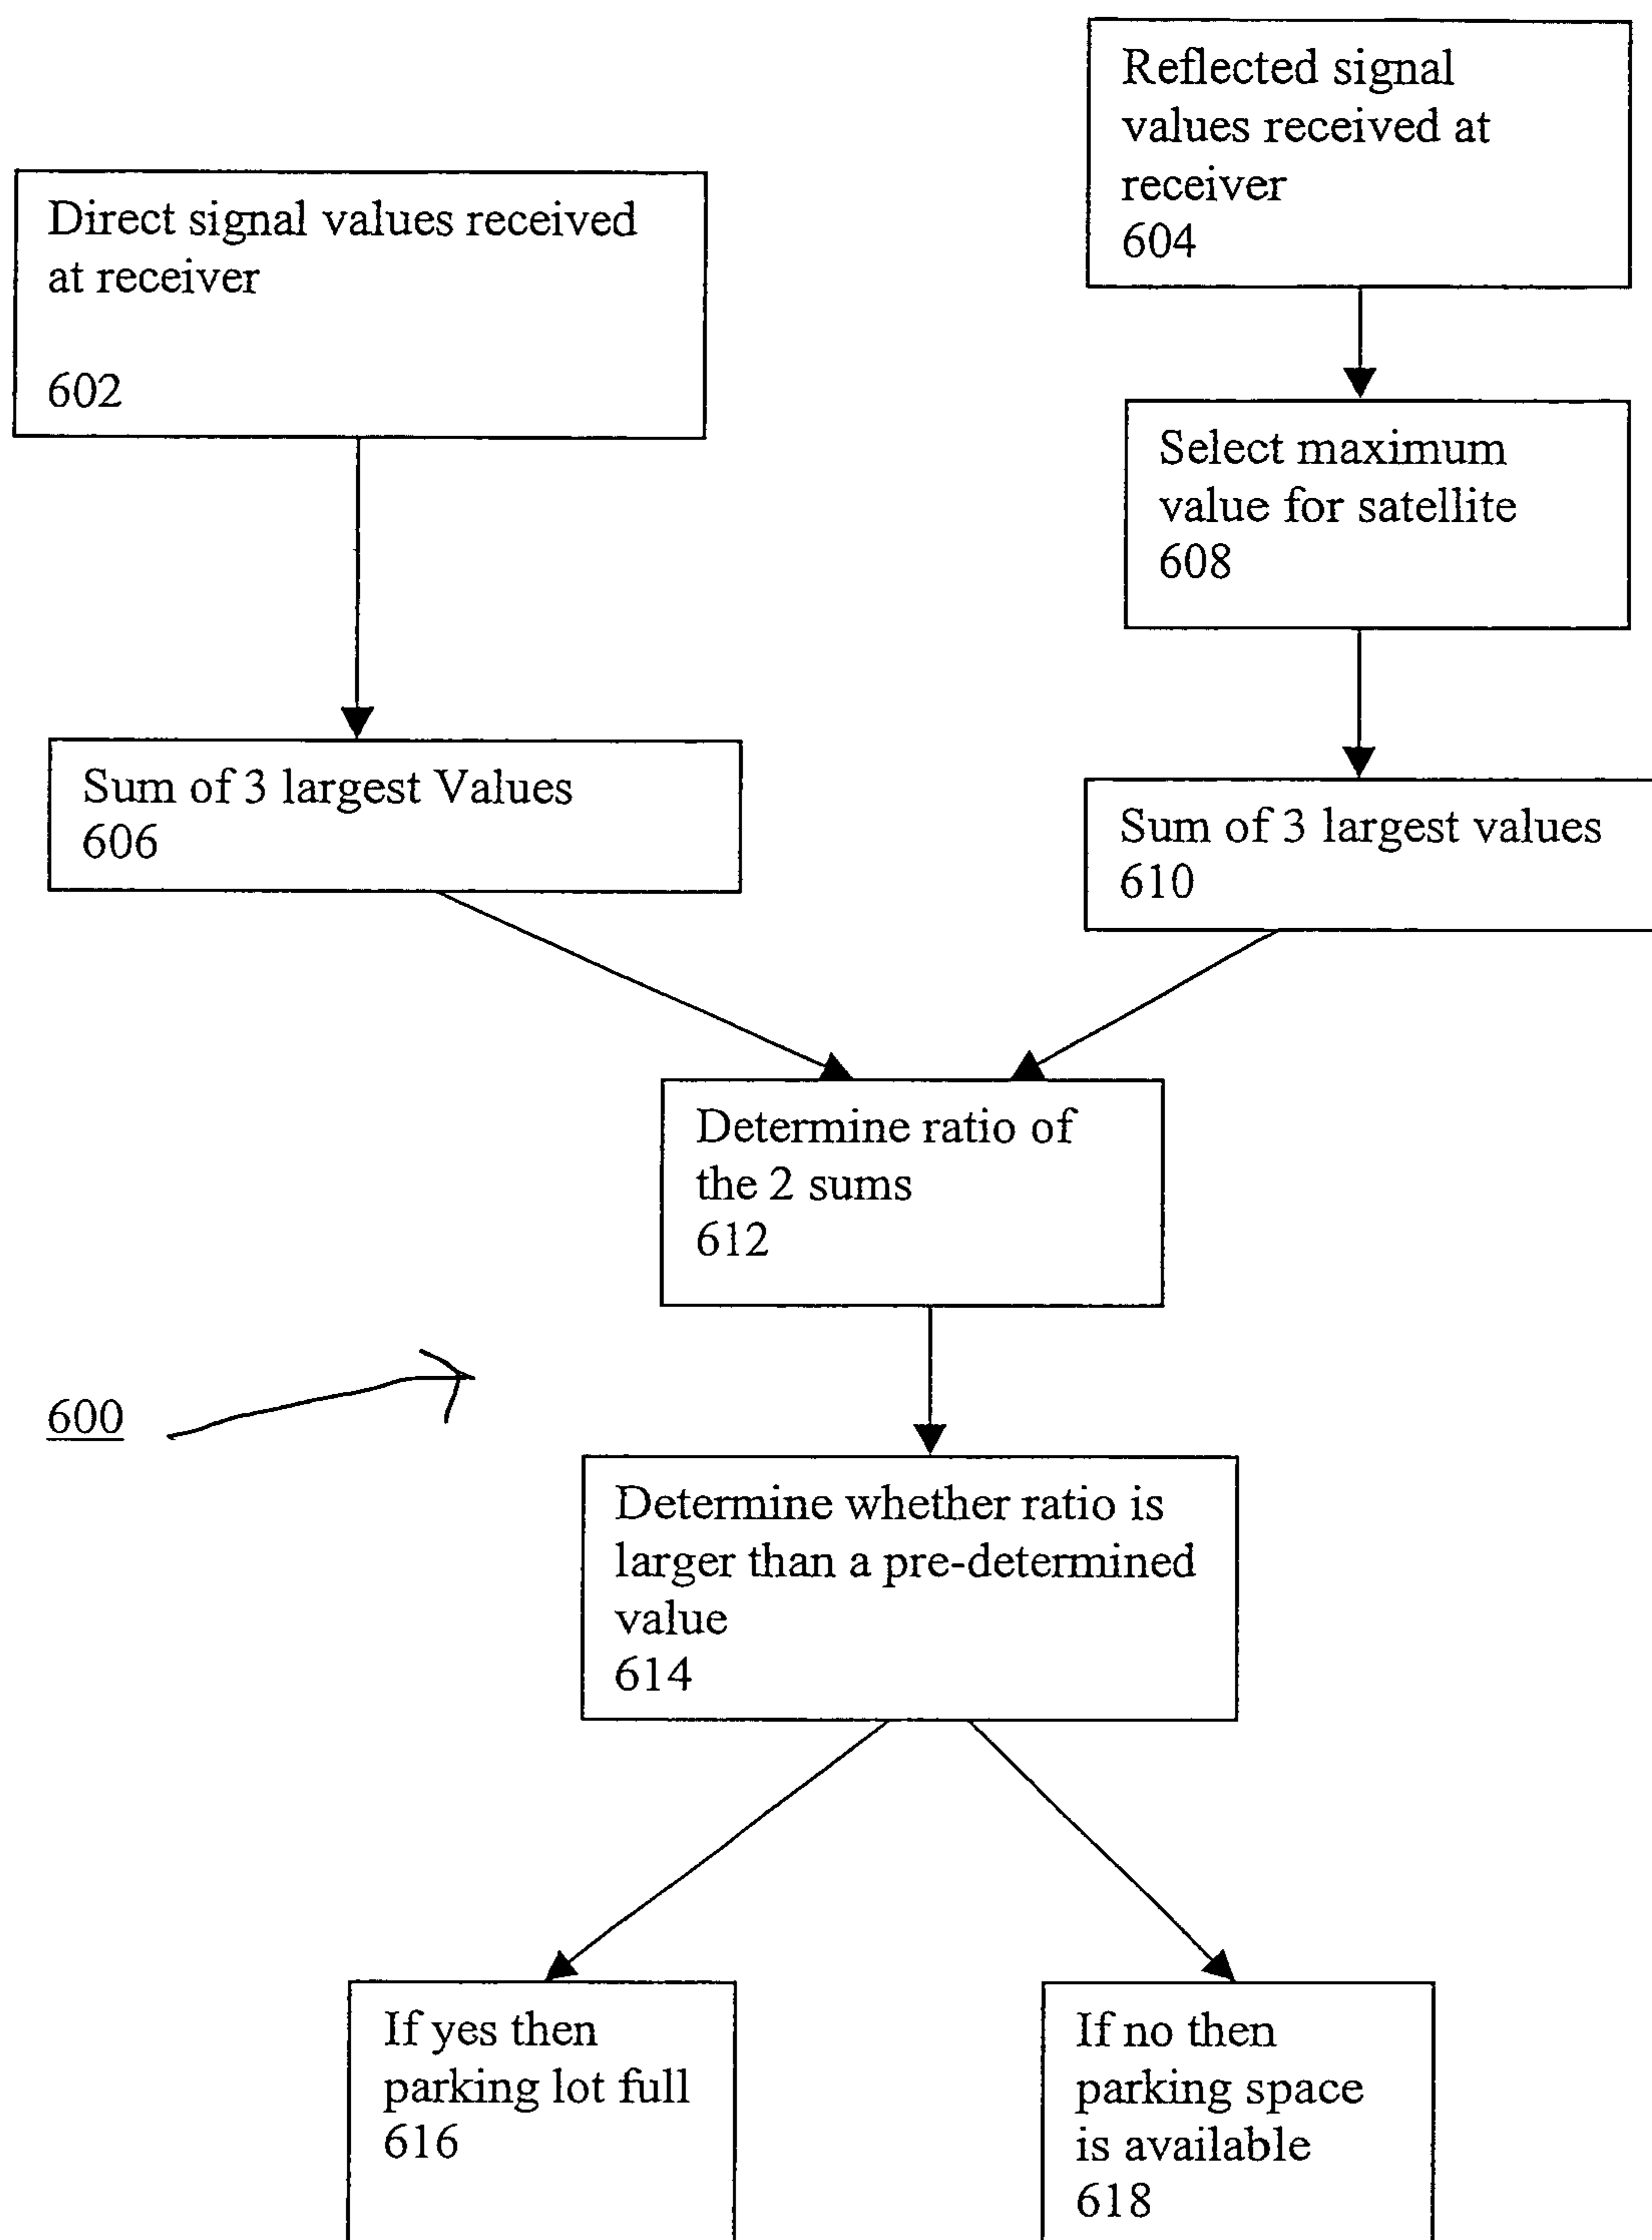 Reflected signal
values received at
receiver
604
Direct signal values received
at receiver
602
Select maximum
value for satellite
608
Sum of 3 largest Values
606
Sum of 3 largest values
610
Determine ratio of
the 2 sums
612
600
Determine whether ratio is
larger than a pre-determined
value
614
If yes then
parking lot full
616
If no then
parking space
is available
618